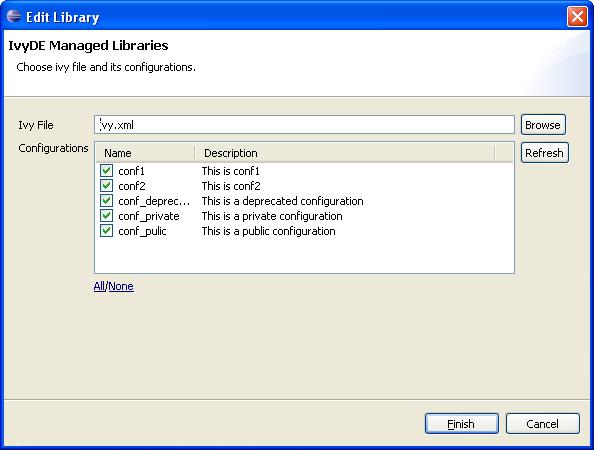 Edit Library
IvyDE Managed Libraries
Choose ivy file and its configurations.
Ivy File ivy.xml Browse
Configurations Refresh
Name Description
conf1 This is conf1
conf2 This is conf2
conf_deprec... This is a deprecated configuration
conf_private This is a private configuration
conf_pulic This is a public configuration
All/None
Finish Cancel